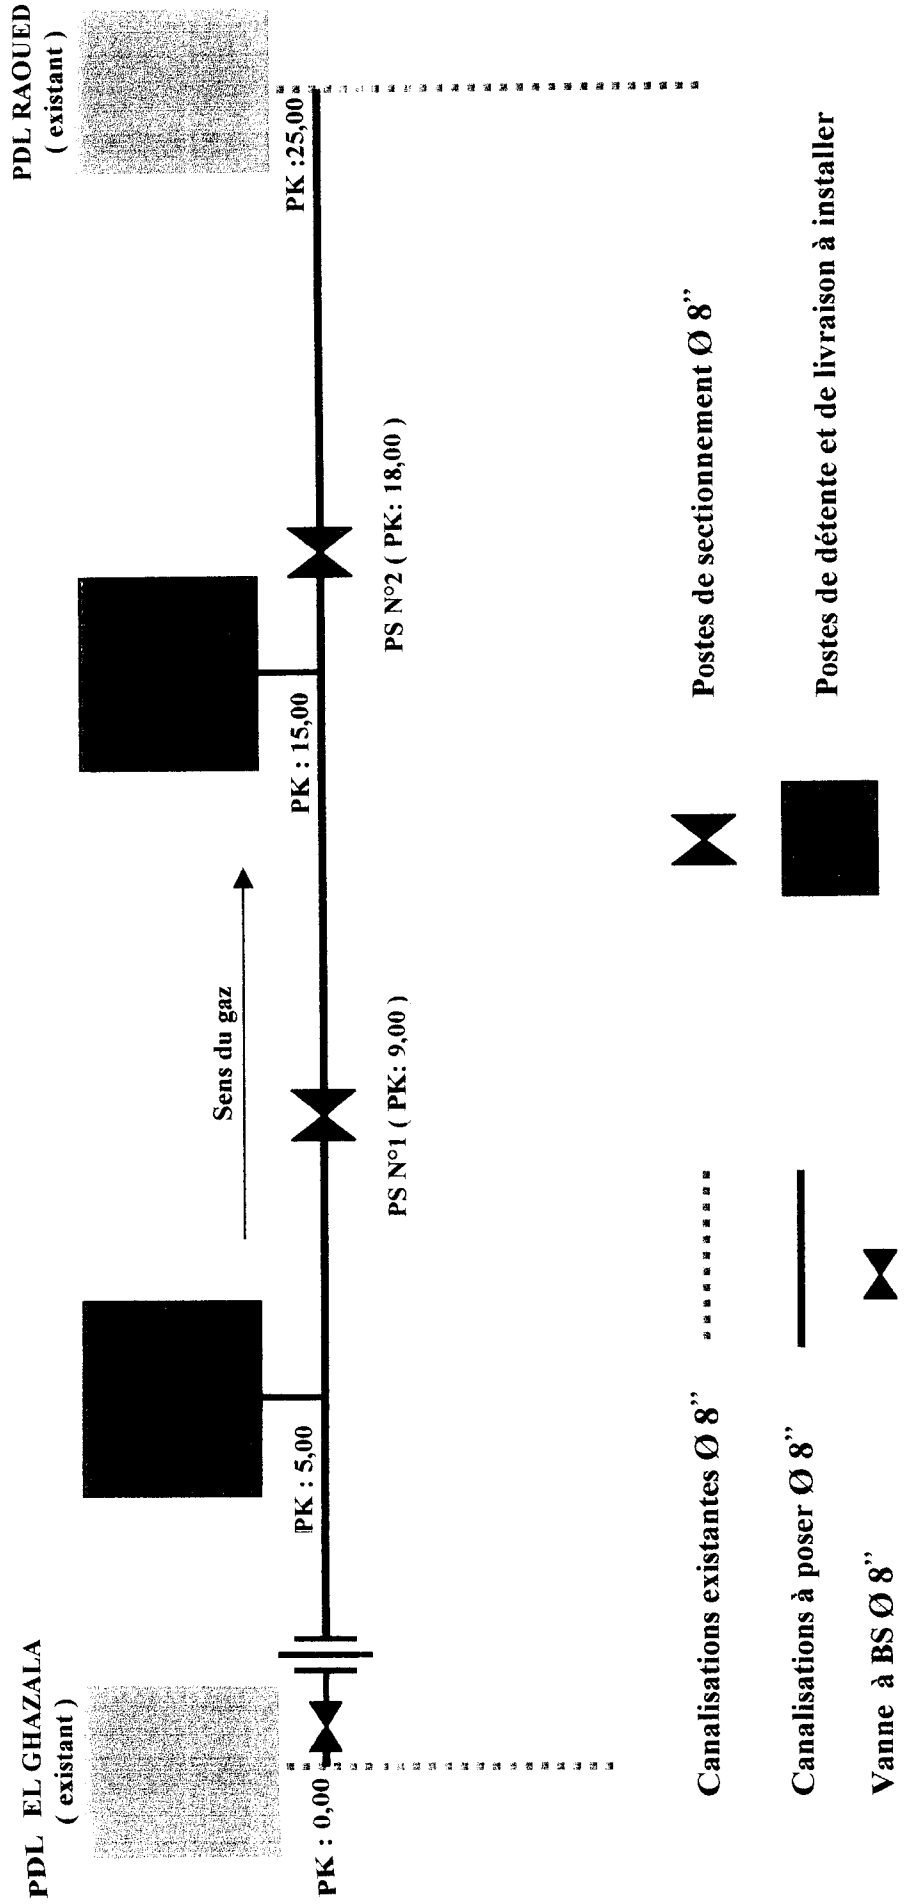 PDL EL GHAZALA
( existant )
PDL RAOUED
( existant )
Sens du gaz
PK : 0,00
PK : 5,00
PK : 15,00
PK :25,00
PS N°1 ( PK: 9,00 )
PS N°2 ( PK: 18,00 )
Canalisations existantes Ø 8”
Canalisations à poser Ø 8”
Vanne à BS Ø 8”
Postes de sectionnement Ø 8”
Postes de détente et de livraison à installer